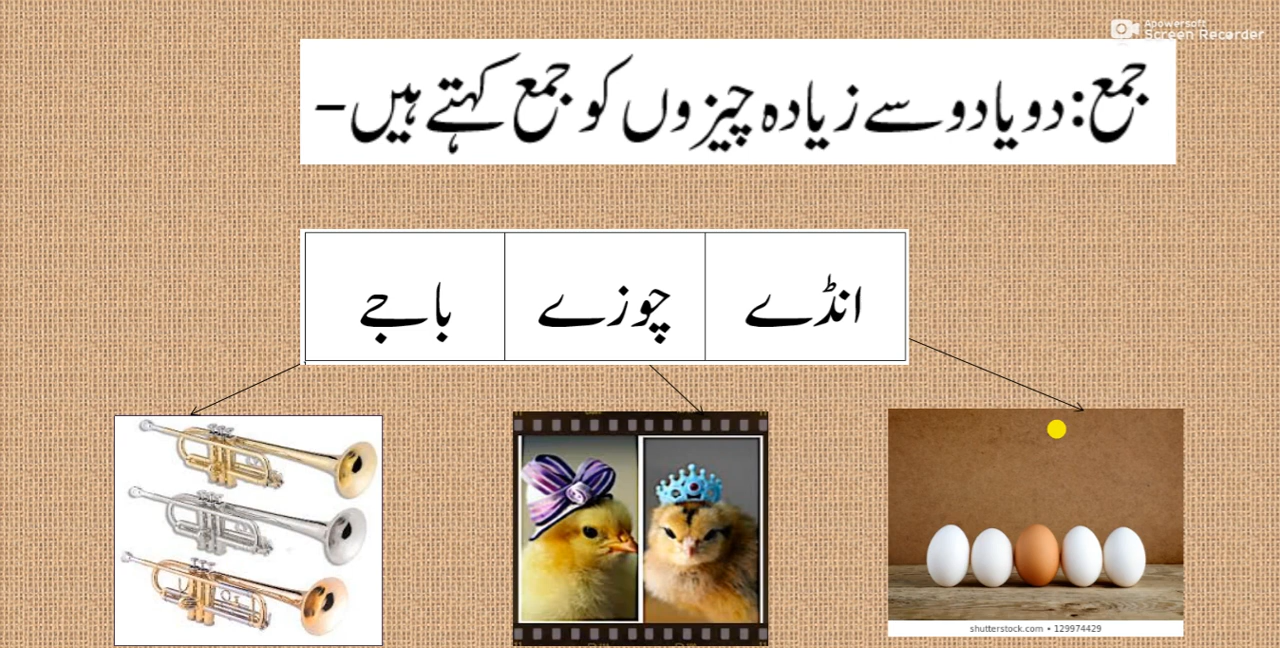 Apowersoft
Screen Recorder
جمع: دو یا دو سے زیادہ چیزوں کو جمع کہتے ہیں-
انڈے
چوزے
باجے
shutterstock.com • 129974429